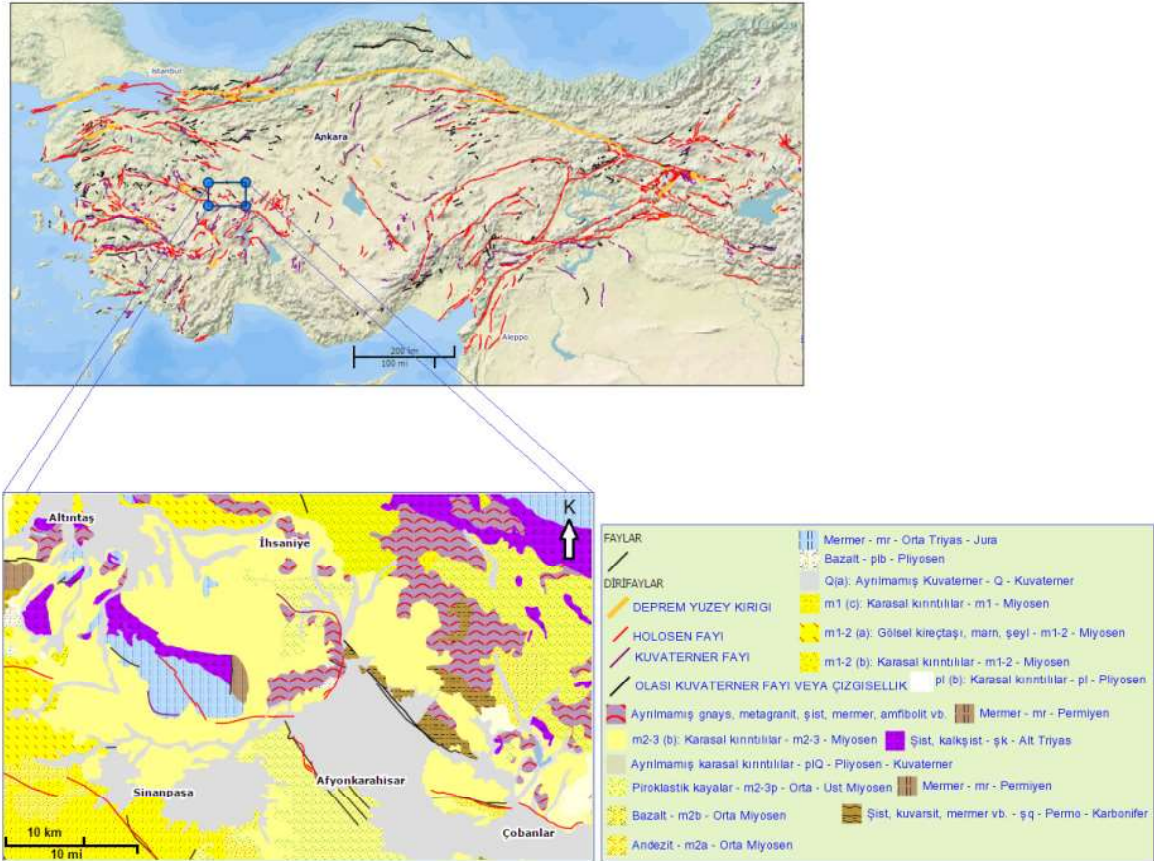 İstanbul
Ankara
Aleppo
200 km
100 mi
K
Altıntaş
İhsaniye
Afyonkarahisar
Sinanpaşa
Çobanlar
10 km
10 mi
FAYLAR
DİRİFAYLAR
DEPREM YUZEY KIRIGI
HOLOSEN FAYI
KUVATERNER FAYI
OLASI KUVATERNER FAYI VEYA ÇIZGISELLIK
Ayrılmamış gnays, metagranit, şist, mermer, amfibolit vb.
m2-3 (b): Karasal kırıntılılar - m2-3 - Miyosen
Ayrılmamış karasal kırıntılılar - plQ - Pliyosen - Kuvaterner
Piroklastik kayalar - m2-3p - Orta - Ust Miyosen
Bazalt - m2b - Orta Miyosen
Andezit - m2a - Orta Miyosen
Mermer - mr - Orta Triyas - Jura
Bazalt - plb - Pliyosen
Q(a): Ayrılmamış Kuvaterner - Q - Kuvaterner
m1 (c): Karasal kırıntılılar - m1 - Miyosen
m1-2 (a): Gölsel kireçtaşı, marn, şeyl - m1-2 - Miyosen
m1-2 (b): Karasal kırıntılılar - m1-2 - Miyosen
pl (b): Karasal kırıntılılar - pl - Pliyosen
Mermer - mr - Permiyen
Şist, kalkşist - şk - Alt Triyas
Mermer - mr - Permiyen
Şist, kuvarsit, mermer vb. - şq - Permo - Karbonifer